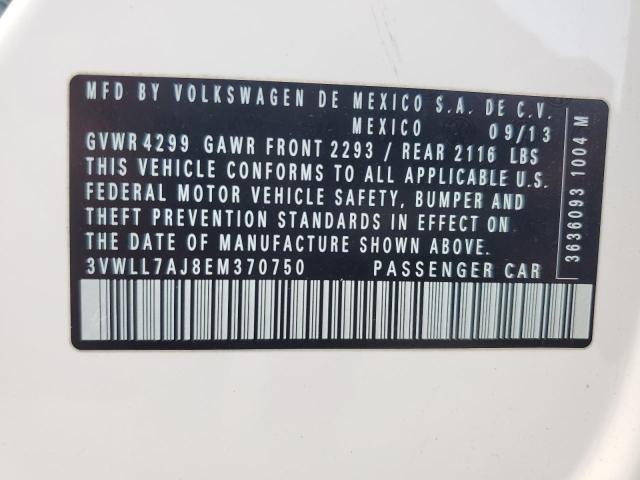 MFD BY VOLKSWAGEN DE MEXICO S.A. DE C.V.
MEXICO 09/13
GVWR 4299 GAWR FRONT 2293 / REAR 2116 LBS
THIS VEHICLE CONFORMS TO ALL APPLICABLE U.S.
FEDERAL MOTOR VEHICLE SAFETY, BUMPER AND
THEFT PREVENTION STANDARDS IN EFFECT ON
THE DATE OF MANUFACTURE SHOWN ABOVE.
3VWLL7AJ8EM370750 PASSENGER CAR
3636093 1004 M